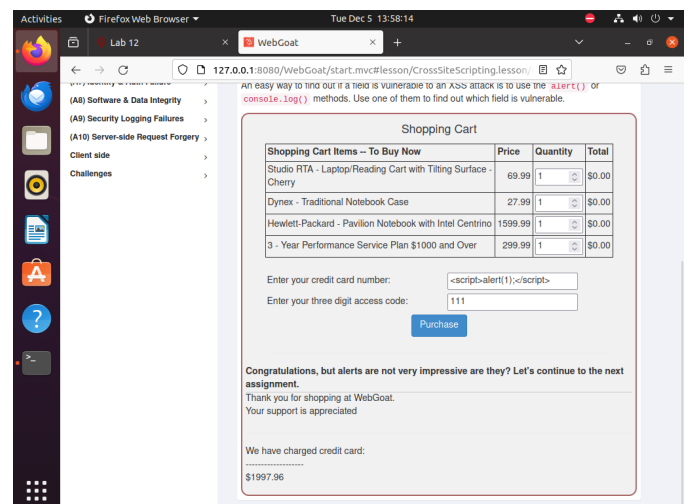 Activities
Firefox Web Browser
Tue Dec 5 13:58:14
Lab 12
WebGoat
127.0.0.1:8080/WebGoat/start.mvc#lesson/CrossSiteScripting.lesson/
(A8) Software & Data Integrity
(A9) Security Logging Failures
(A10) Server-side Request Forgery
Client side
Challenges
An easy way to find out if a field is vulnerable to an XSS attack is to use the alert() or
console.log() methods. Use one of them to find out which field is vulnerable.
Shopping Cart
Shopping Cart Items -- To Buy Now Price Quantity Total
Studio RTA - Laptop/Reading Cart with Tilting Surface - Cherry 69.99 1 $0.00
Dynex - Traditional Notebook Case 27.99 1 $0.00
Hewlett-Packard - Pavilion Notebook with Intel Centrino 1599.99 1 $0.00
3 - Year Performance Service Plan $1000 and Over 299.99 1 $0.00
Enter your credit card number: <script>alert(1);</script>
Enter your three digit access code: 111
Purchase
Congratulations, but alerts are not very impressive are they? Let's continue to the next
assignment.
Thank you for shopping at WebGoat.
Your support is appreciated
We have charged credit card:
-------------------
$1997.96